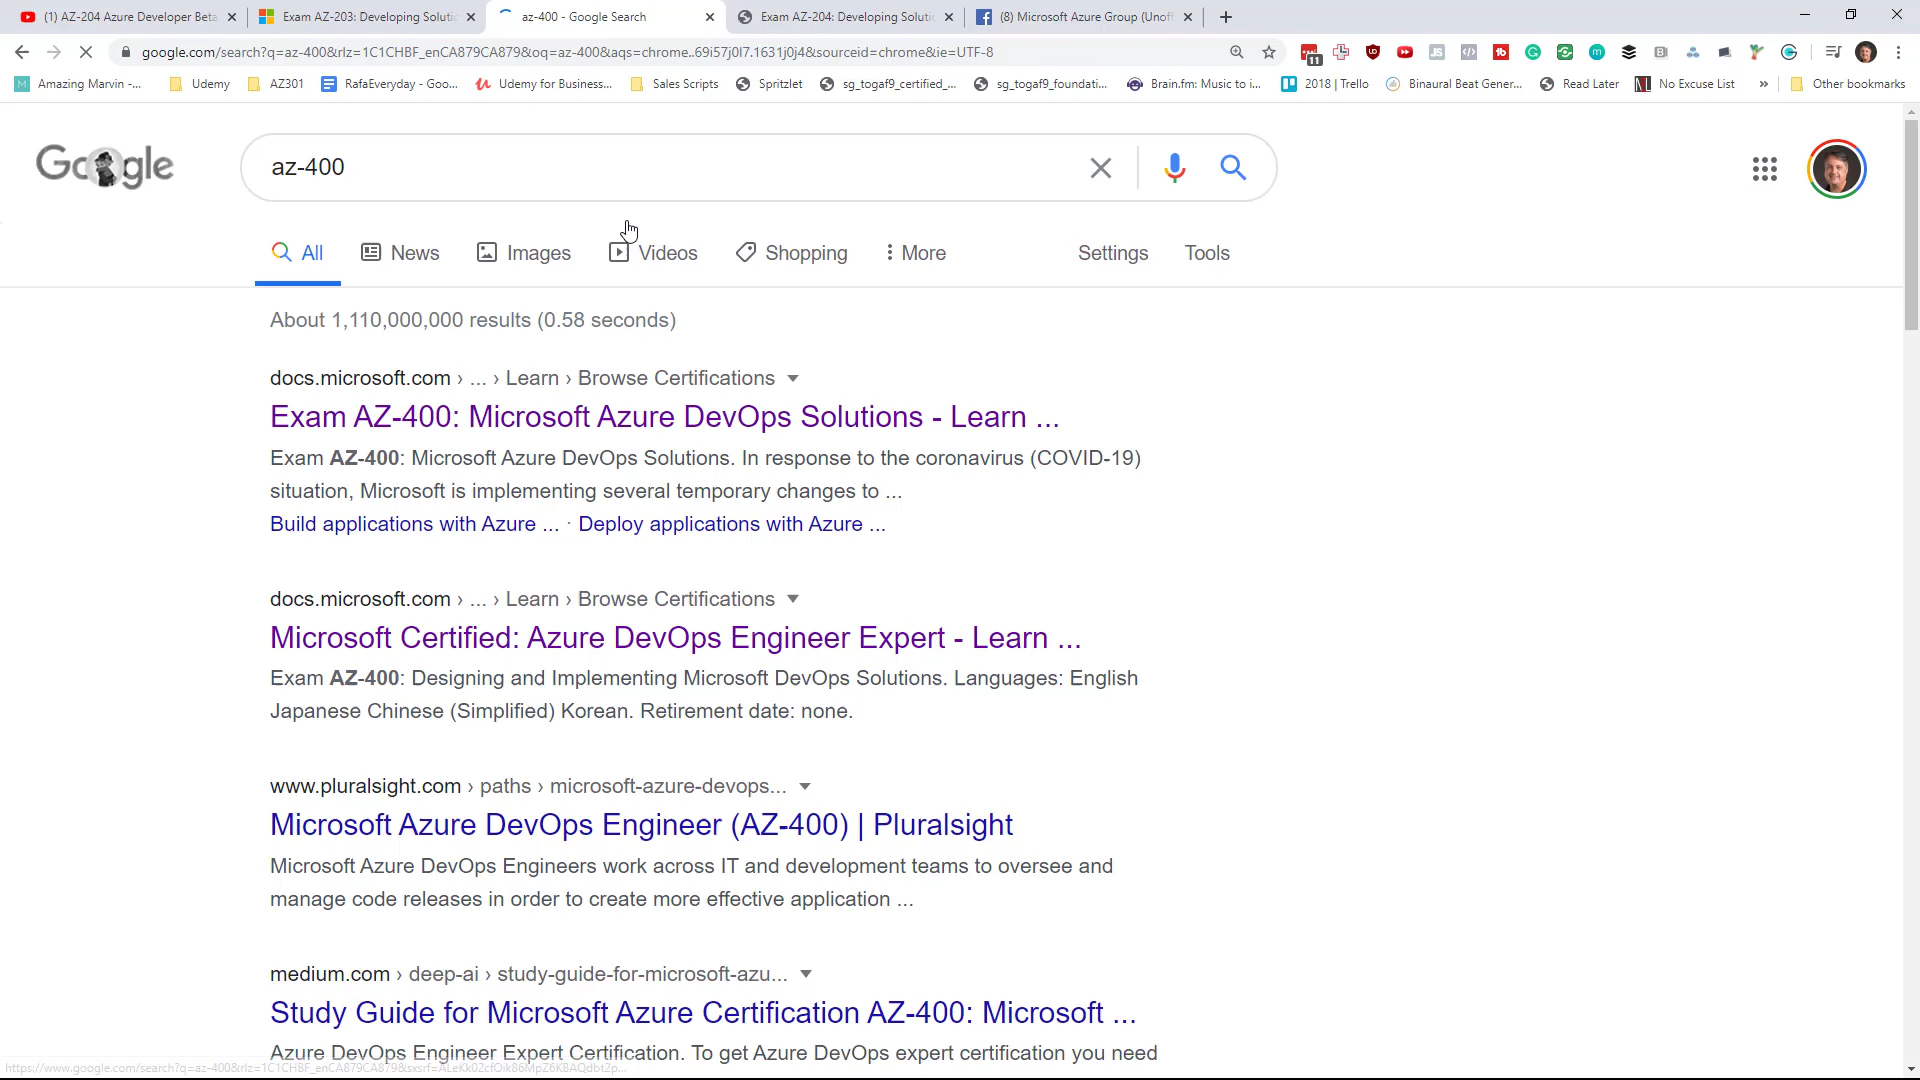 (1) AZ-204 Azure Developer Beta
Exam AZ-203: Developing Soluti
az-400 - Google Search
Exam AZ-204: Developing Soluti
(8) Microsoft Azure Group (Unof
google.com/search?q=az-400&rlz=1C1CHBF_enCA879CA879&oq=az-400&aqs=chrome..69i57j0l7.1631j0j4&sourceid=chrome&ie=UTF-8
11
Amazing Marvin -...
Udemy
AZ301
RafaEveryday - Goo...
Udemy for Business...
Sales Scripts
Spritzlet
sg_togaf9_certified_...
sg_togaf9_foundati...
Brain.fm: Music to i...
2018 | Trello
Binaural Beat Gener...
Read Later
No Excuse List
»
Other bookmarks
Google
az-400
All
News
Images
Videos
Shopping
More
Settings
Tools
About 1,110,000,000 results (0.58 seconds)
docs.microsoft.com › ... › Learn › Browse Certifications
Exam AZ-400: Microsoft Azure DevOps Solutions - Learn ...
Exam AZ-400: Microsoft Azure DevOps Solutions. In response to the coronavirus (COVID-19)
situation, Microsoft is implementing several temporary changes to ...
Build applications with Azure ... · Deploy applications with Azure ...
docs.microsoft.com › ... › Learn › Browse Certifications
Microsoft Certified: Azure DevOps Engineer Expert - Learn ...
Exam AZ-400: Designing and Implementing Microsoft DevOps Solutions. Languages: English
Japanese Chinese (Simplified) Korean. Retirement date: none.
www.pluralsight.com › paths › microsoft-azure-devops...
Microsoft Azure DevOps Engineer (AZ-400) | Pluralsight
Microsoft Azure DevOps Engineers work across IT and development teams to oversee and
manage code releases in order to create more effective application ...
medium.com › deep-ai › study-guide-for-microsoft-azu...
Study Guide for Microsoft Azure Certification AZ-400: Microsoft ...
Azure DevOps Engineer Expert Certification. To get Azure DevOps expert certification you need